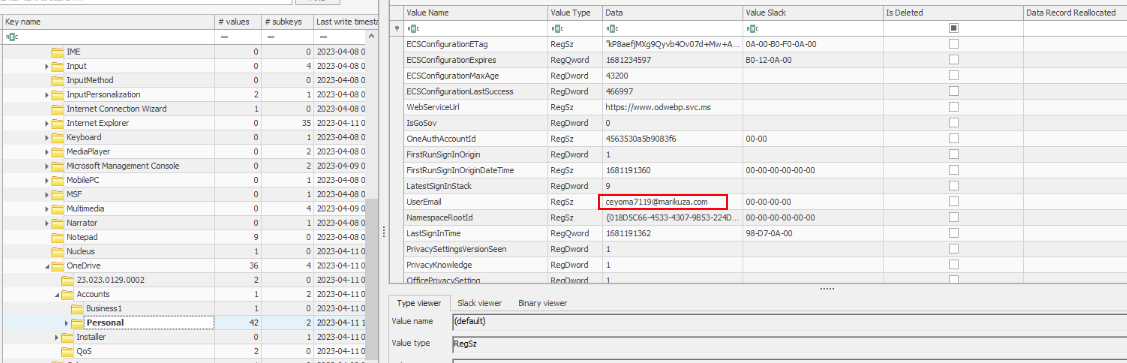 Key name # values # subkeys Last write timesta
IME 0 0 2023-04-08 0
Input 0 4 2023-04-08 0
InputMethod 0 0 2023-04-08 0
InputPersonalization 2 1 2023-04-08 0
Internet Connection Wizard 1 0 2023-04-08 0
Internet Explorer 0 35 2023-04-11 0
Keyboard 0 1 2023-04-08 0
MediaPlayer 0 2 2023-04-08 0
Microsoft Management Console 0 2 2023-04-09 0
MobilePC 0 1 2023-04-08 0
MSF 0 1 2023-04-08 0
Multimedia 0 4 2023-04-09 0
Narrator 0 1 2023-04-08 0
Notepad 9 0 2023-04-08 0
Nucleus 1 0 2023-04-11 0
OneDrive 36 4 2023-04-11 0
23.023.0129.0002 2 0 2023-04-11 0
Accounts 1 2 2023-04-11 0
Business1 1 0 2023-04-11 0
Personal 42 2 2023-04-11 1
Installer 0 1 2023-04-11 0
QoS 2 0 2023-04-11 0
Value Name Value Type Data Value Slack Is Deleted Data Record Reallocated
ECSConfigurationETag RegSz "kP8aefjMXg9Qyvb4Ov07d+Mw+A... 0A-00-B0-F0-0A-00
ECSConfigurationExpires RegQword 1681234597 B0-12-0A-00
ECSConfigurationMaxAge RegDword 43200
ECSConfigurationLastSuccess RegDword 466997
WebServiceUrl RegSz https://www.odwebp.svc.ms
IsGoSov RegDword 0
OneAuthAccountId RegSz 4563530a5b9083f6 00-00
FirstRunSignInOrigin RegDword 1
FirstRunSignInOriginDateTime RegSz 1681191360 00-00-00-00-00-00
LatestSignInStack RegDword 9
UserEmail RegSz ceyoma7119@marikuza.com 00-00-00-00
NamespaceRootId RegSz {018D5C66-4533-4307-9B53-224D... 00-00-00-00-00-00
LastSignInTime RegQword 1681191362 98-D7-0A-00
PrivacySettingsVersionSeen RegDword 1
PrivacyKnowledge RegDword 1
OfficePrivacySetting RegDword 1
Type viewer Slack viewer Binary viewer
Value name (default)
Value type RegSz